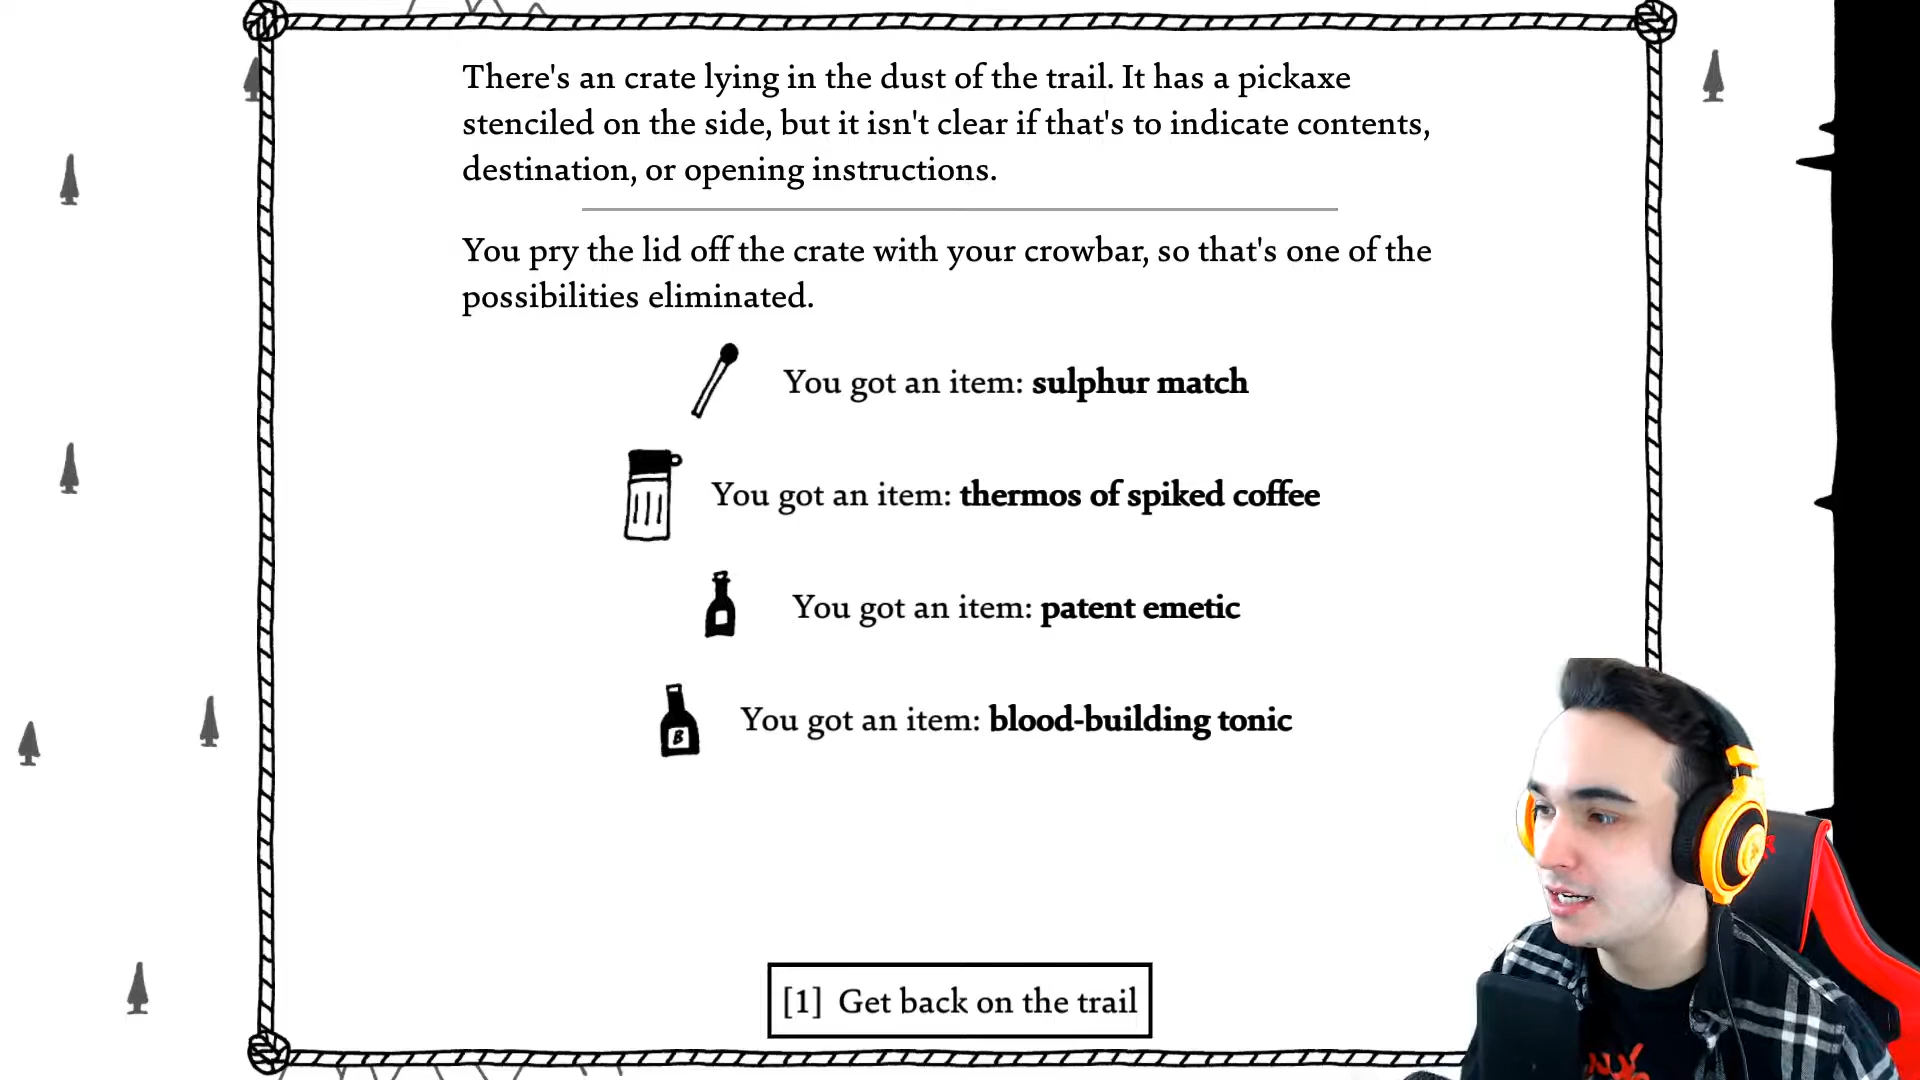 There's an crate lying in the dust of the trail. It has a pickaxe
stenciled on the side, but it isn't clear if that's to indicate contents,
destination, or opening instructions.
You pry the lid off the crate with your crowbar, so that's one of the
possibilities eliminated.
You got an item: sulphur match
You got an item: thermos of spiked coffee
You got an item: patent emetic
B
You got an item: blood-building tonic
[1] Get back on the trail